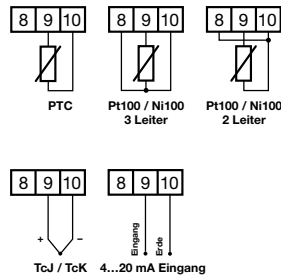 8 9 10
8 9 10
8 9 10
PTC
Pt100 / Ni100
3 Leiter
Pt100 / Ni100
2 Leiter
8 9 10
8 9 10
+ −
Eingang
Erde
TcJ / TcK
4...20 mA Eingang